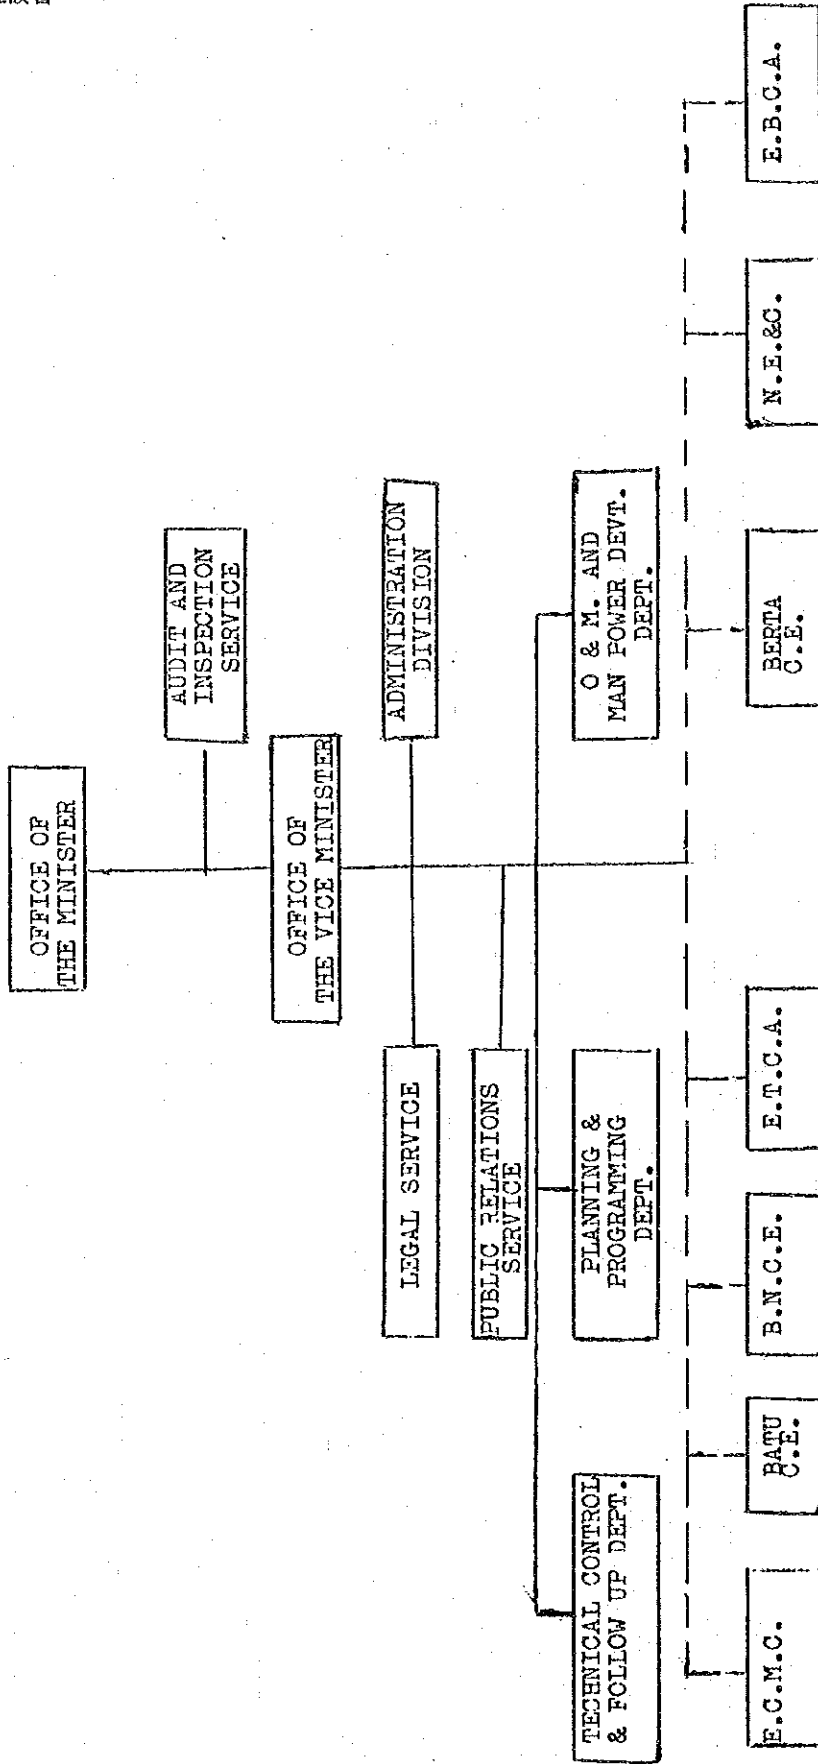 OFFICE OF
THE MINISTER
AUDIT AND
INSPECTION
SERVICE
OFFICE OF
THE VICE MINISTER
LEGAL SERVICE
ADMINISTRATION
DIVISION
PUBLIC RELATIONS
SERVICE
TECHNICAL CONTROL
& FOLLOW UP DEPT.
PLANNING &
PROGRAMMING
DEPT.
O & M. AND
MAN POWER DEVT.
DEPT.
E.C.M.C.
BATU
C.E.
B.N.C.E.
E.T.C.A.
BERTA
C.E.
N.E.&C.
E.B.C.A.